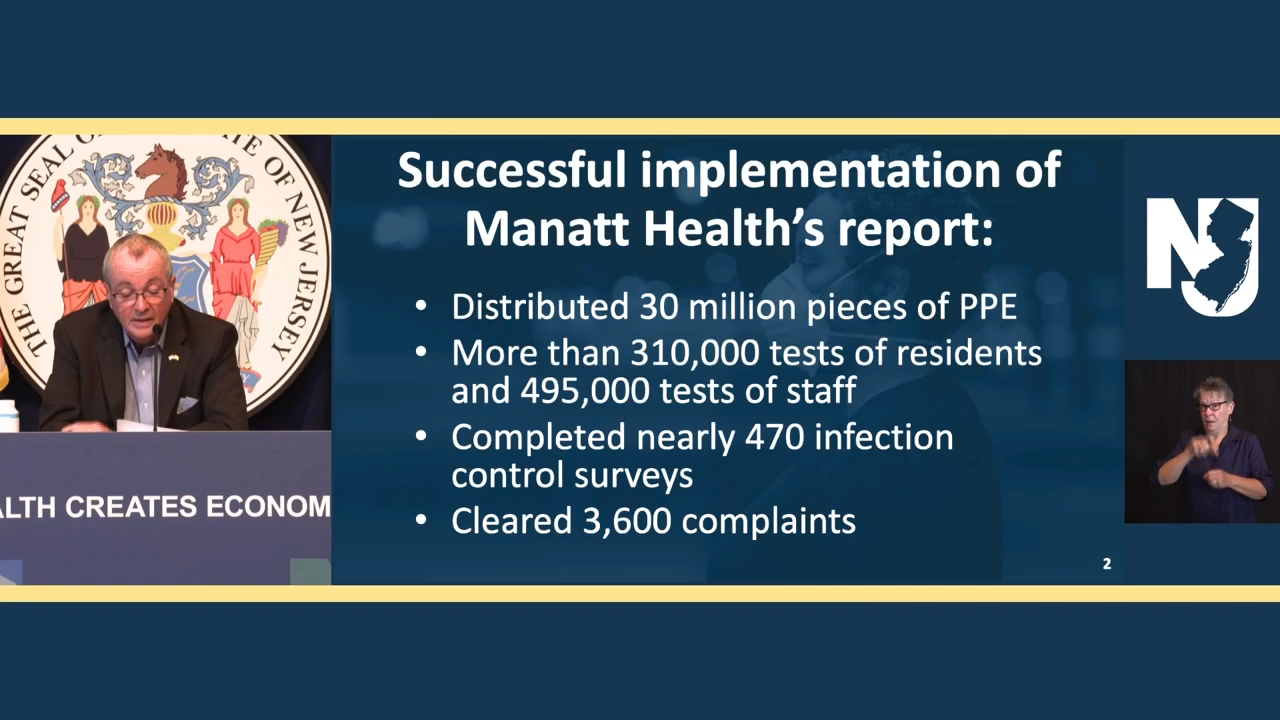 THE GREAT SEAL OF
OF NEW JERSEY
ALTH CREATES ECONOM
Successful implementation of
Manatt Health’s report:
• Distributed 30 million pieces of PPE
• More than 310,000 tests of residents
and 495,000 tests of staff
• Completed nearly 470 infection
control surveys
• Cleared 3,600 complaints
2
NJ